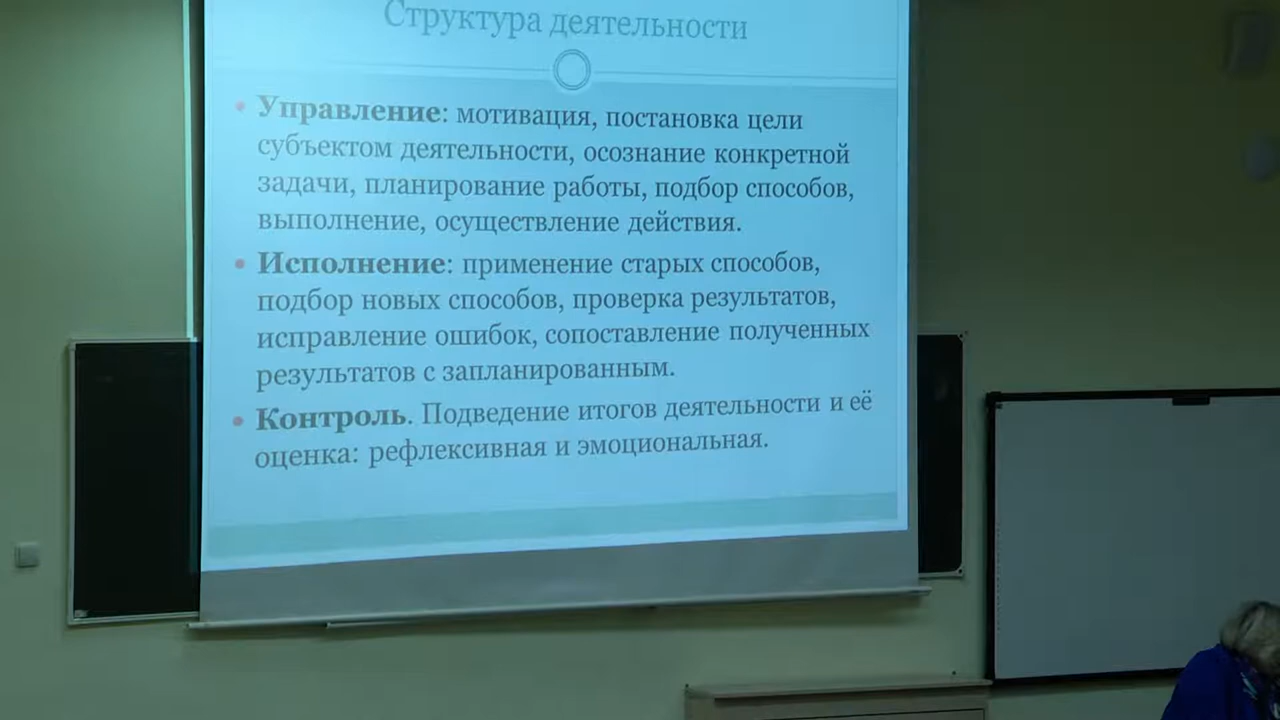 Структура деятельности
• Управление: мотивация, постановка цели
субъектом деятельности, осознание конкретной
задачи, планирование работы, подбор способов,
выполнение, осуществление действия.
• Исполнение: применение старых способов,
подбор новых способов, проверка результатов,
исправление ошибок, сопоставление полученных
результатов с запланированным.
• Контроль. Подведение итогов деятельности и её
оценка: рефлексивная и эмоциональная.